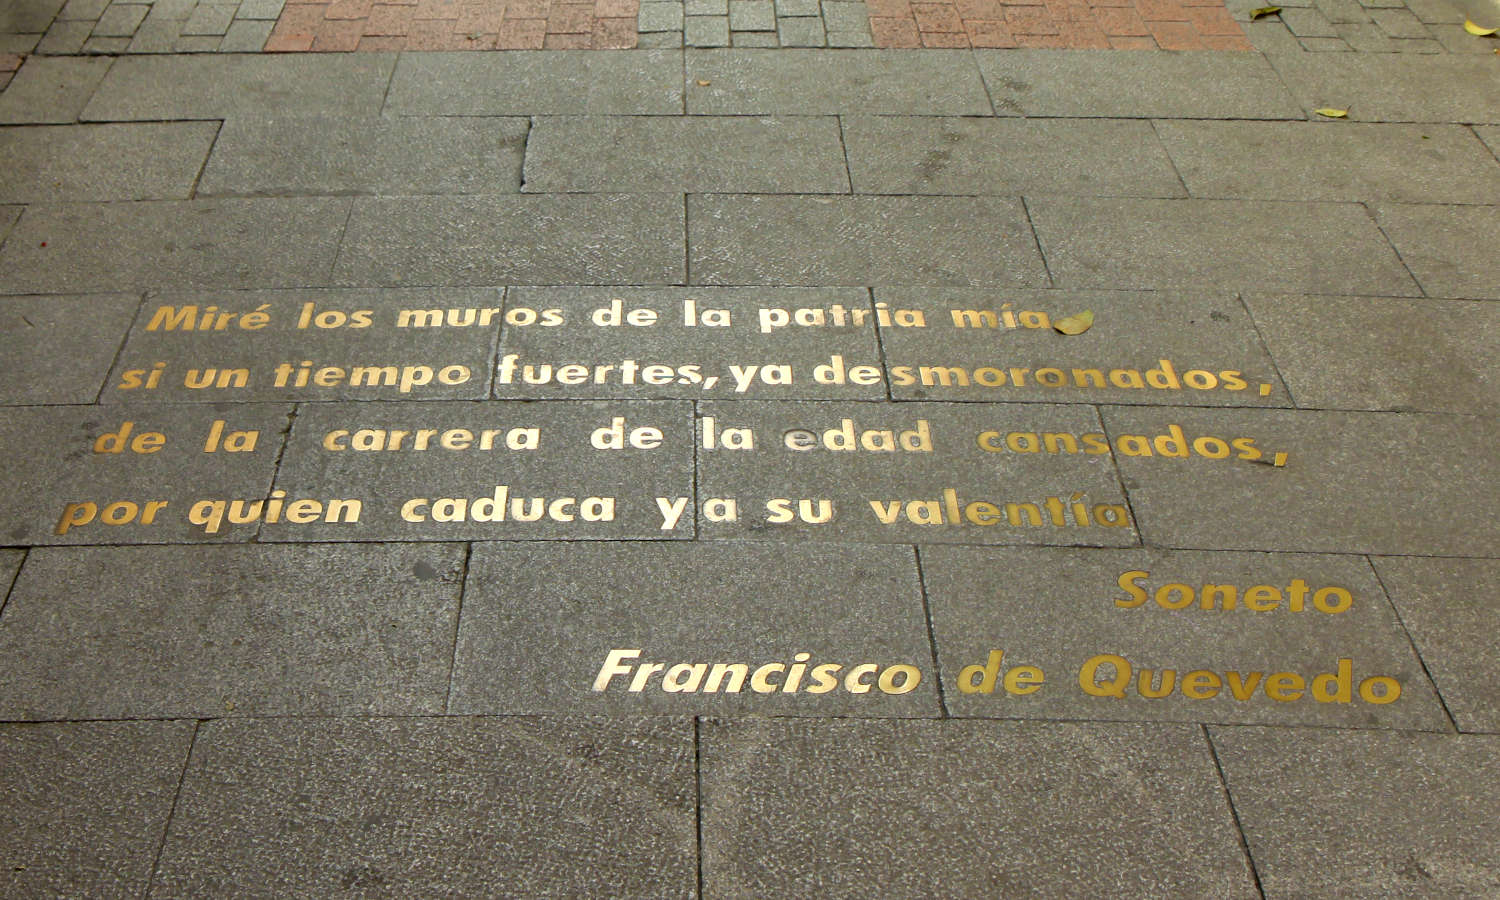 Miré los muros de la patria mía
si un tiempo fuertes, ya desmoronados,
de la carrera de la edad cansados,
por quien caduca ya su valentía
Soneto
Francisco de Quevedo